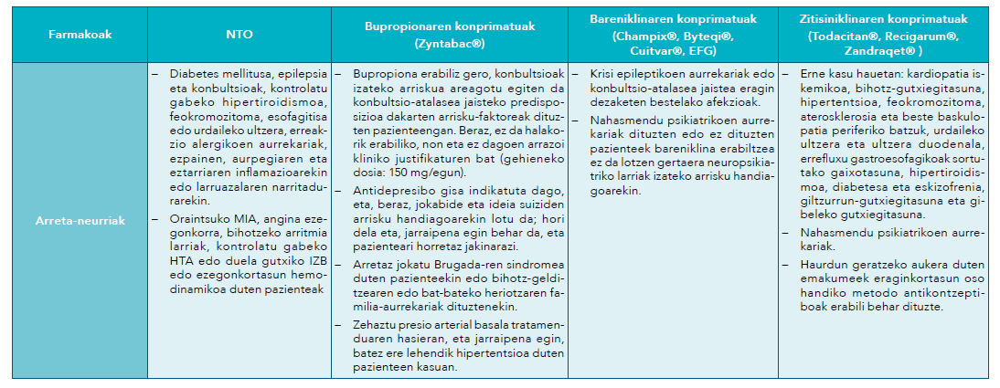 Farmakoak
NTO
Bupropionaren konprimatuak
(Zyntabac®)
Bareniklinaren konprimatuak
(Champix®, Byteqi®,
Cuitvar®, EFG)
Zitisiniklinaren konprimatuak
(Todacitan®, Recigarum®,
Zandraqet® )
Arreta-neurriak
– Diabetes mellitusa, epilepsia
eta konbultsioak, kontrolatu
gabeko hipertiroidismoa,
feokromozitoma, esofagitisa
edo urdaileko ultzera, erreak-
zio alergikoen aurrekariak,
ezpainen, aurpegiaren eta
eztarriaren inflamazioarekin
edo larruazalaren narritadu-
rarekin.
– Oraintsuko MIA, angina eze-
gonkorra, bihotzeko arritmia
larriak, kontrolatu gabeko
HTA edo duela gutxiko IZB
edo ezegonkortasun hemo-
dinamikoa duten pazienteak
– Bupropiona erabiliz gero, konbultsioak
izateko arriskua areagotu egiten da
konbultsio-atalasea jaisteko predispo-
sizioa dakarten arrisku-faktoreak dituz-
ten pazienteengan. Beraz, ez da halako-
rik erabiliko, non eta ez dagoen arrazoi
kliniko justifikaturen bat (gehieneko
dosia: 150 mg/egun).
– Antidepresibo gisa indikatuta dago,
eta, beraz, jokabide eta ideia suiziden
arrisku handiagoarekin lotu da; hori
dela eta, jarraipena egin behar da, eta
pazienteari horretaz jakinarazi.
– Arretaz jokatu Brugada-ren sindromea
duten pazienteekin edo bihotz-geldi-
tzearen edo bat-bateko heriotzaren fa-
milia-aurrekariak dituztenekin.
– Zehaztu presio arterial basala tratamen-
duaren hasieran, eta jarraipena egin,
batez ere lehendik hipertentsioa duten
pazienteen kasuan.
– Krisi epileptikoen aurrekariak edo
konbultsio-atalasea jaistea eragin
dezaketen bestelako afekzioak.
– Nahasmendu psikiatrikoen aurre-
kariak dituzten edo ez dituzten
pazienteek bareniklina erabiltzea
ez da lotzen gertaera neuropsikia-
triko larriak izateko arrisku handia-
goarekin.
– Erne kasu hauetan: kardiopatia is-
kemikoa, bihotz-gutxiegitasuna,
hipertentsioa, feokromozitoma,
aterosklerosia eta beste baskulo-
patia periferiko batzuk, urdaileko
ultzera eta ultzera duodenala,
errefluxu gastroesofagikoak sortu-
tako gaixotasuna, hipertiroidis-
moa, diabetesa eta eskizofrenia,
giltzurrun-gutxiegitasuna eta gi-
beleko gutxiegitasuna.
– Nahasmendu psikiatrikoen aurre-
kariak.
– Haurdun geratzeko aukera duten
emakumeek eraginkortasun oso
handiko metodo antikontzepti-
boak erabili behar dituzte.